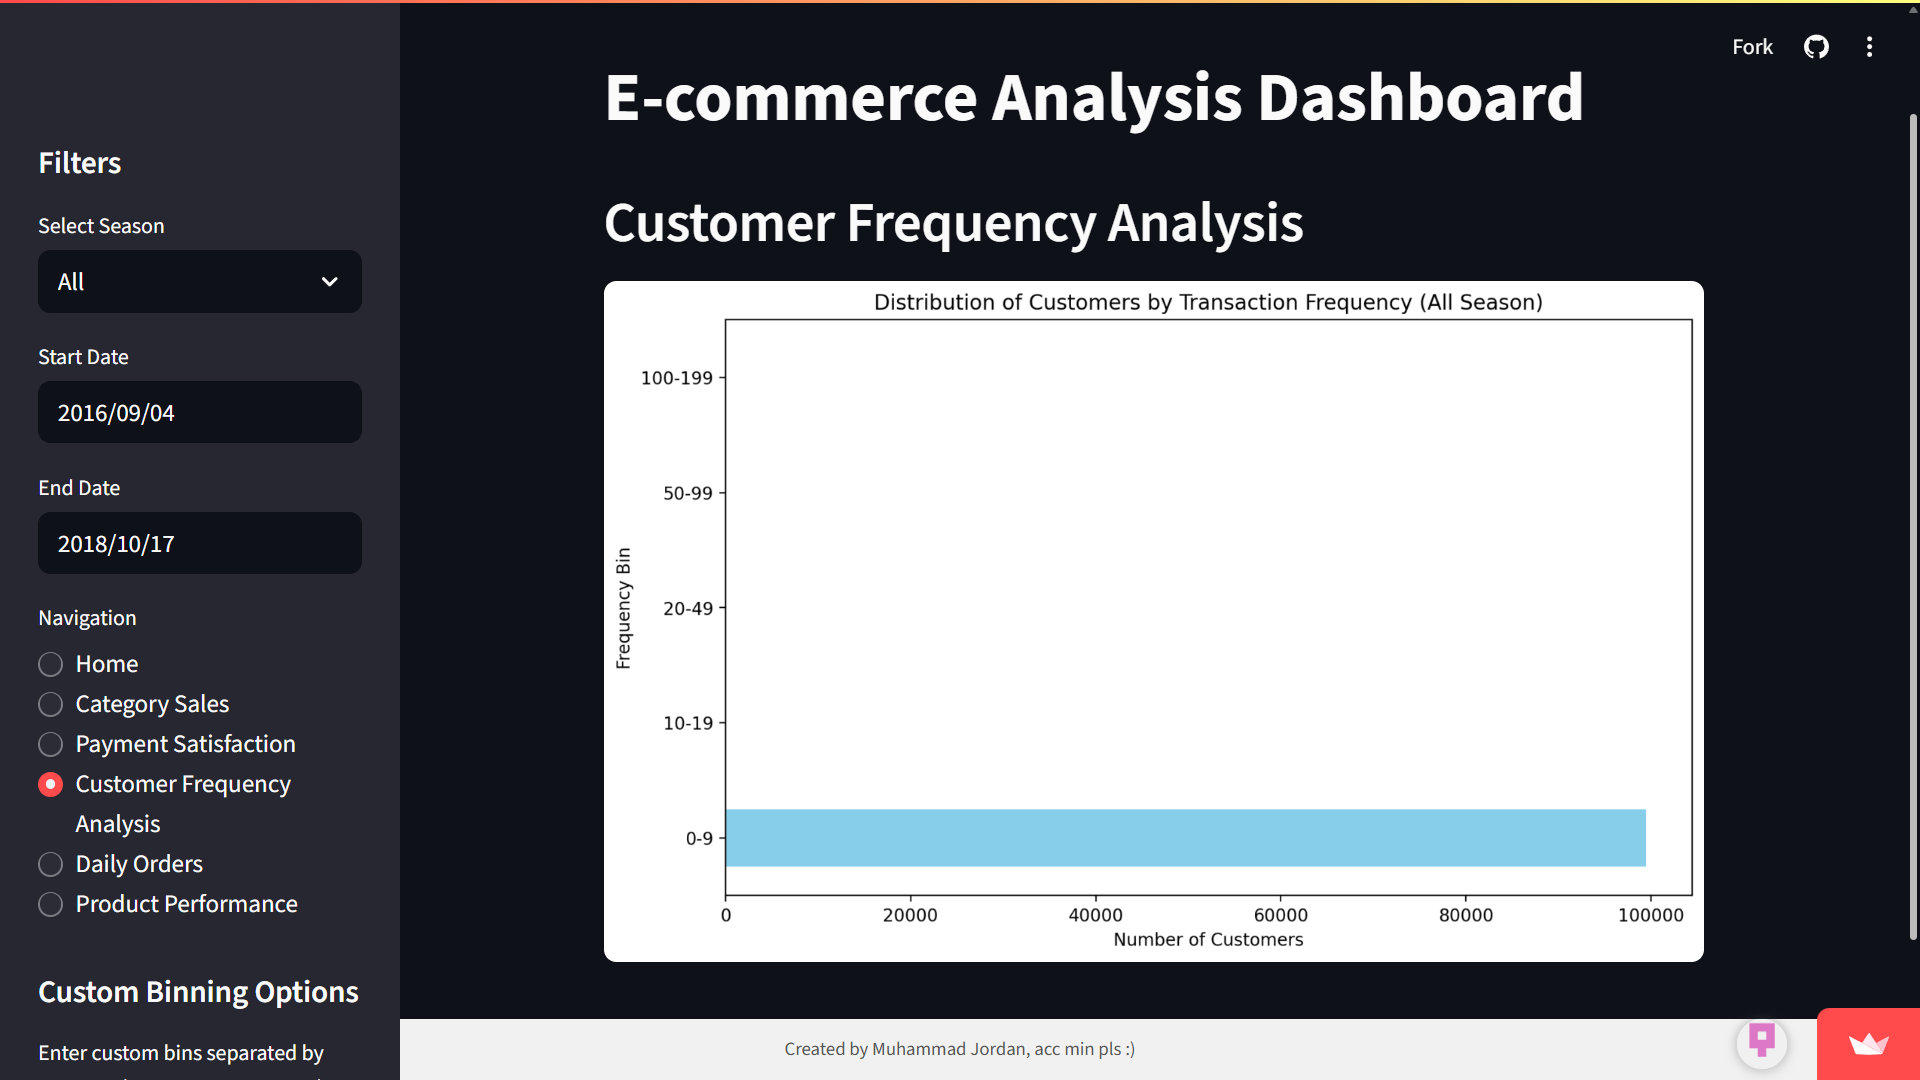 Fork
E-commerce Analysis Dashboard
Filters
Select Season
All
Start Date
2016/09/04
End Date
2018/10/17
Navigation
Home
Category Sales
Payment Satisfaction
Customer Frequency
Analysis
Daily Orders
Product Performance
Custom Binning Options
Enter custom bins separated by
Customer Frequency Analysis
Distribution of Customers by Transaction Frequency (All Season)
Frequency Bin
100-199
50-99
20-49
10-19
0-9
0 20000 40000 60000 80000 100000
Number of Customers
Created by Muhammad Jordan, acc min pls :)